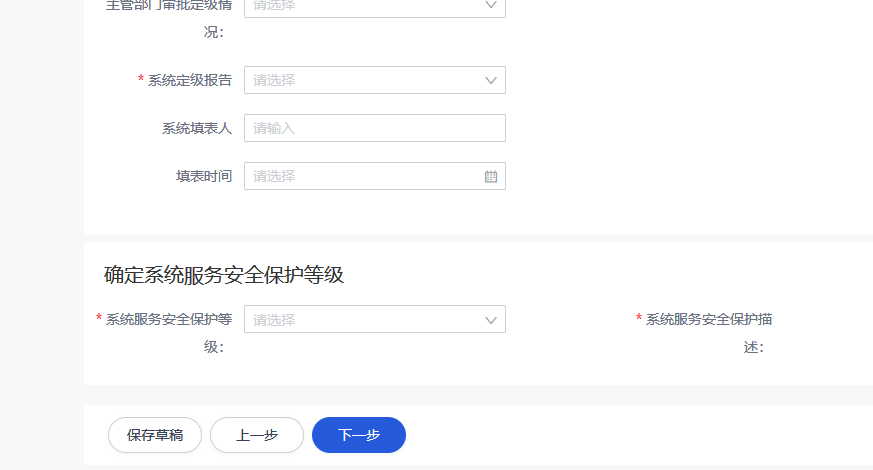 主管部门审批定级情 请选择
况：
* 系统定级报告 请选择
系统填表人 请输入
填表时间 请选择
确定系统服务安全保护等级
* 系统服务安全保护等 请选择 * 系统服务安全保护描
级： 述：
保存草稿 上一步 下一步